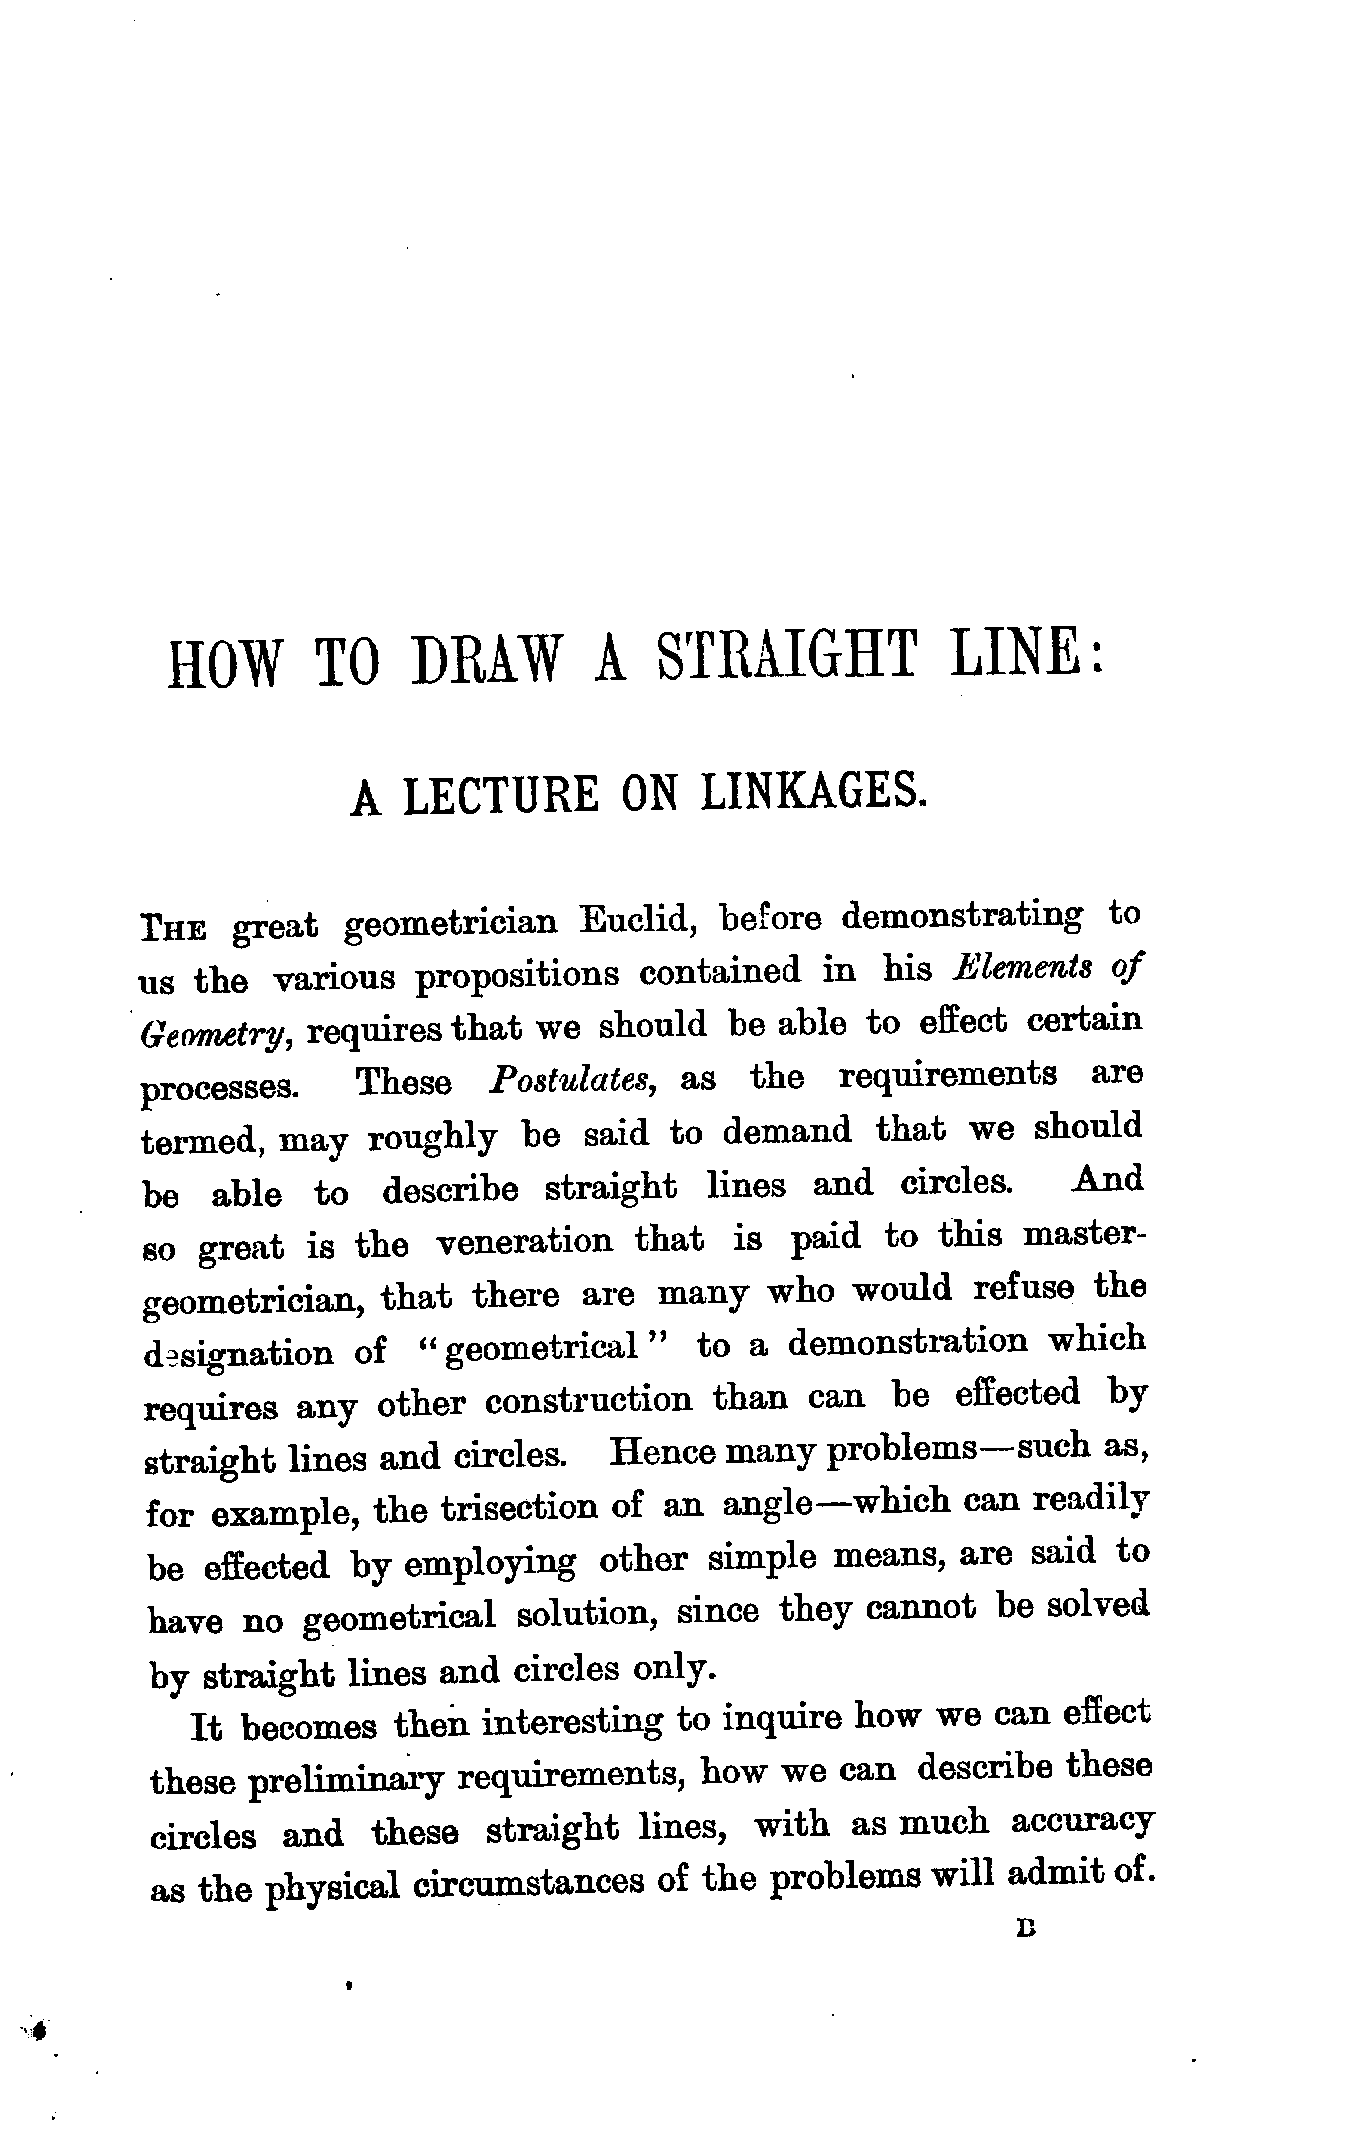 HOW TO DRAW A STRAIGHT LINE:
A LECTURE ON LINKAGES.
THE great geometrician Euclid, before demonstrating to
us the various propositions contained in his Elements of
Geometry, requires that we should be able to effect certain
processes. These Postulates, as the requirements are
termed, may roughly be said to demand that we should
be able to describe straight lines and circles. And
so great is the veneration that is paid to this master-
geometrician, that there are many who would refuse the
designation of “geometrical” to a demonstration which
requires any other construction than can be effected by
straight lines and circles. Hence many problems—such as,
for example, the trisection of an angle—which can readily
be effected by employing other simple means, are said to
have no geometrical solution, since they cannot be solved
by straight lines and circles only.
It becomes then interesting to inquire how we can effect
these preliminary requirements, how we can describe these
circles and these straight lines, with as much accuracy
as the physical circumstances of the problems will admit of.
B